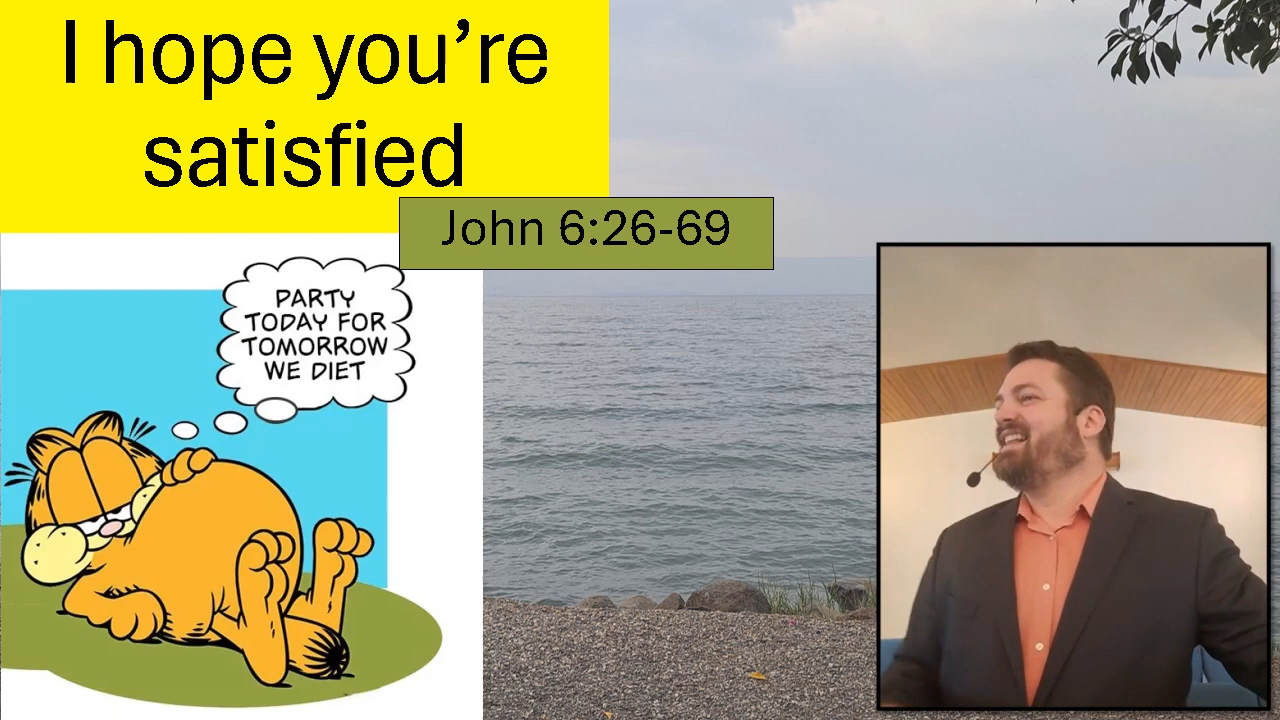 I hope you’re
satisfied
John 6:26-69
PARTY
TODAY FOR
TOMORROW
WE DIET